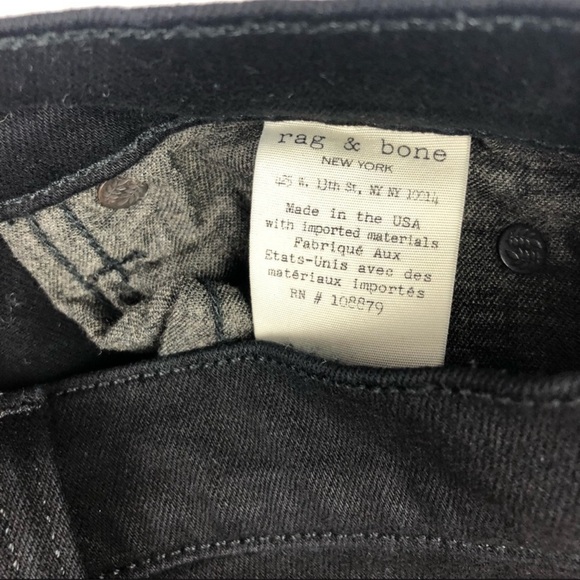 rag & bone
NEW YORK
425 W. 13th St, NY NY 10014
Made in the USA
with imported materials
Fabriqué Aux
Etats-Unis avec des
matériaux importés
RN # 108879